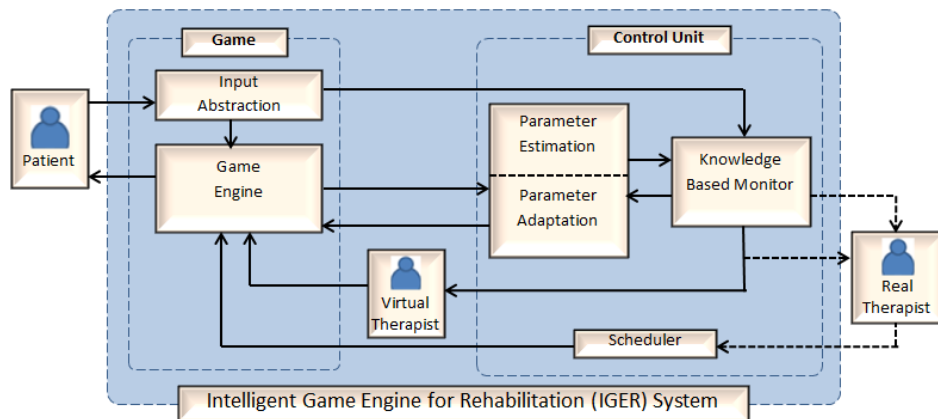 Game
Control Unit
Input
Abstraction
Patient
Game
Engine
Parameter
Estimation
Parameter
Adaptation
Knowledge
Based Monitor
Virtual
Therapist
Real
Therapist
Scheduler
Intelligent Game Engine for Rehabilitation (IGER) System